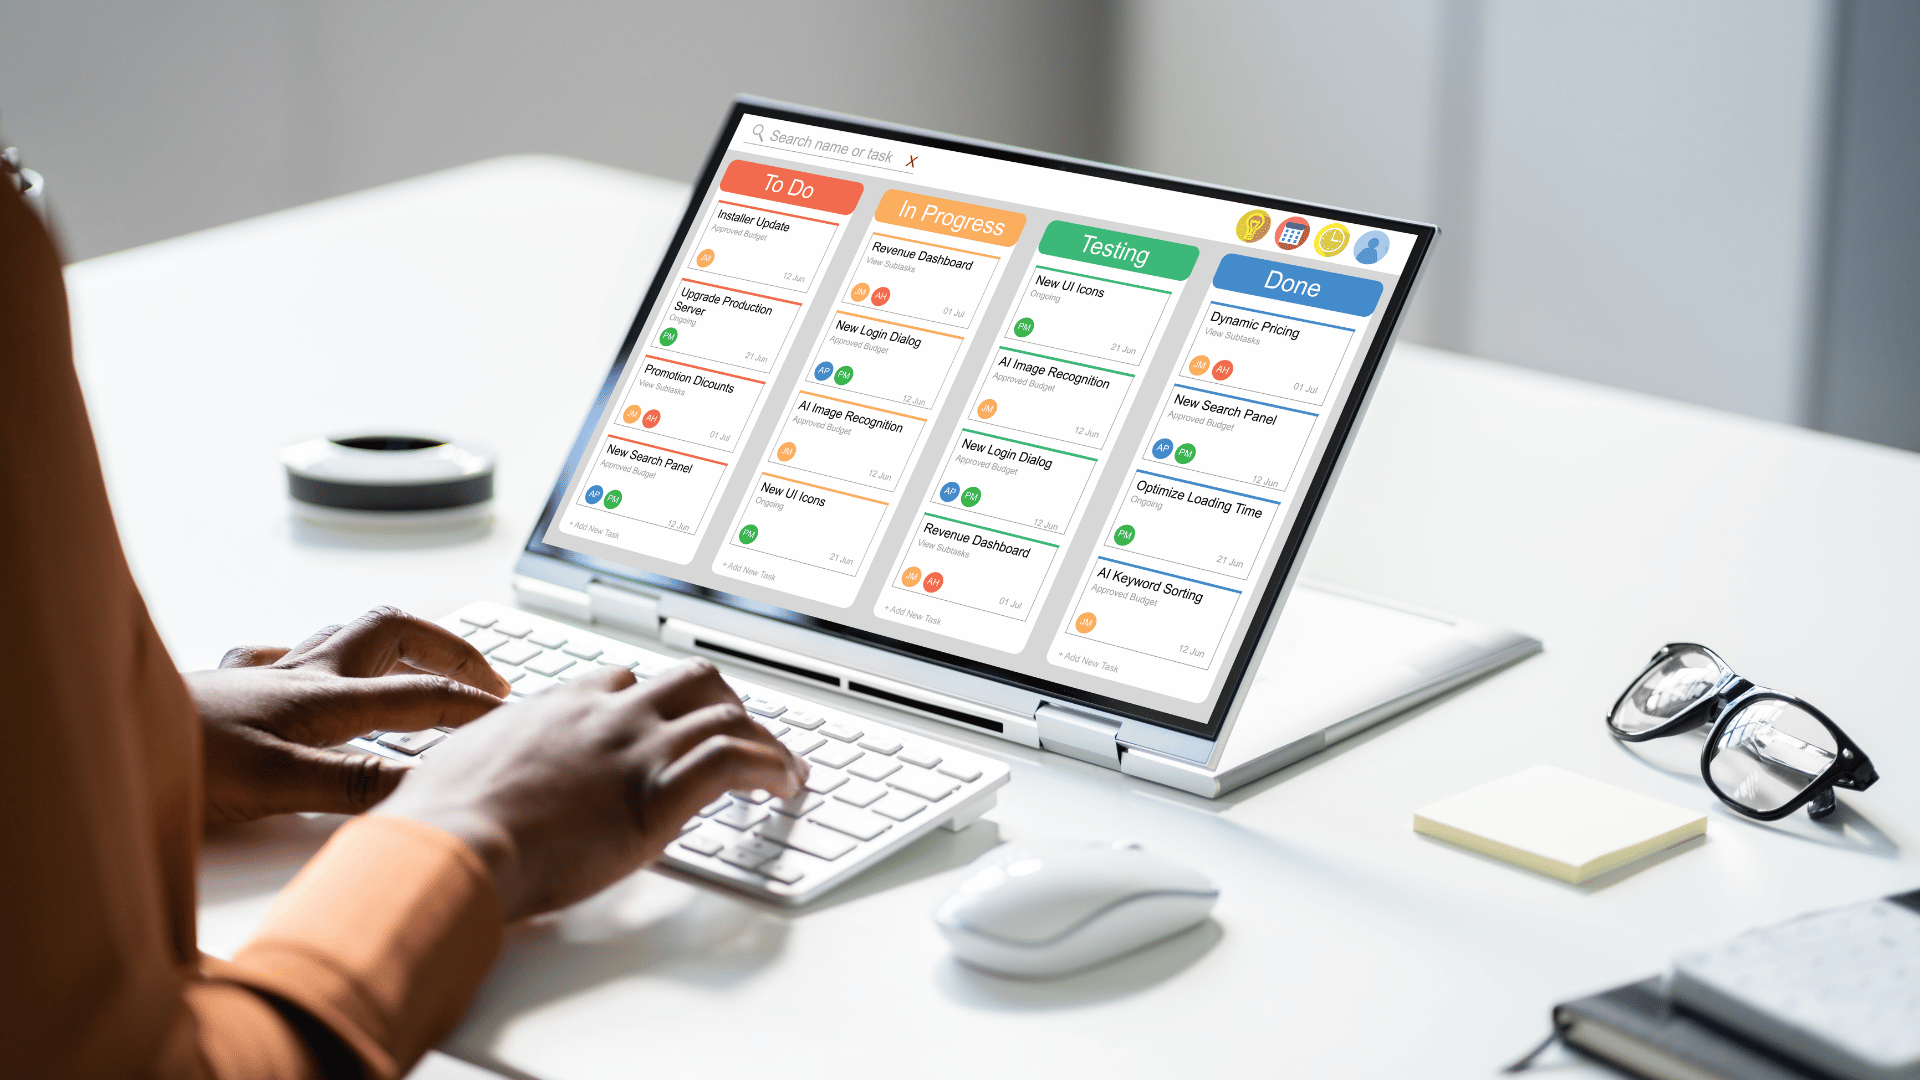 Search name or task X
To Do
Installer Update
Approved Budget
JM
12 Jun
Upgrade Production
Server
Ongoing
PM
21 Jun
Promotion Dicounts
View Subtasks
JM AH
01 Jul
New Search Panel
Approved Budget
AP PM
12 Jun
+ Add New Task
In Progress
Revenue Dashboard
View Subtasks
JM AH
01 Jul
New Login Dialog
Approved Budget
AP PM
12 Jun
AI Image Recognition
Approved Budget
JM
12 Jun
New UI Icons
Ongoing
PM
21 Jun
+ Add New Task
Testing
New UI Icons
Ongoing
PM
21 Jun
AI Image Recognition
Approved Budget
JM
12 Jun
New Login Dialog
Approved Budget
AP PM
12 Jun
Revenue Dashboard
View Subtasks
JM AH
01 Jul
+ Add New Task
Done
Dynamic Pricing
View Subtasks
JM AH
01 Jul
New Search Panel
Approved Budget
AP PM
12 Jun
Optimize Loading Time
Ongoing
PM
21 Jun
AI Keyword Sorting
Approved Budget
JM
12 Jun
+ Add New Task